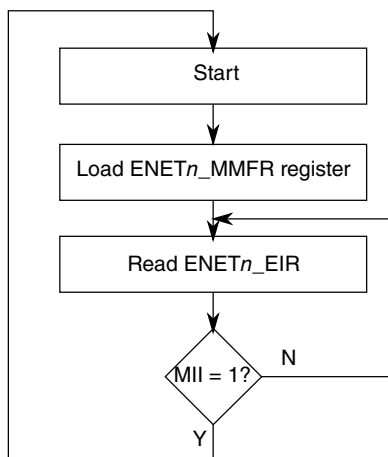 Start
Load ENETn_MMFR register
Read ENETn_EIR
MII = 1?
N
Y